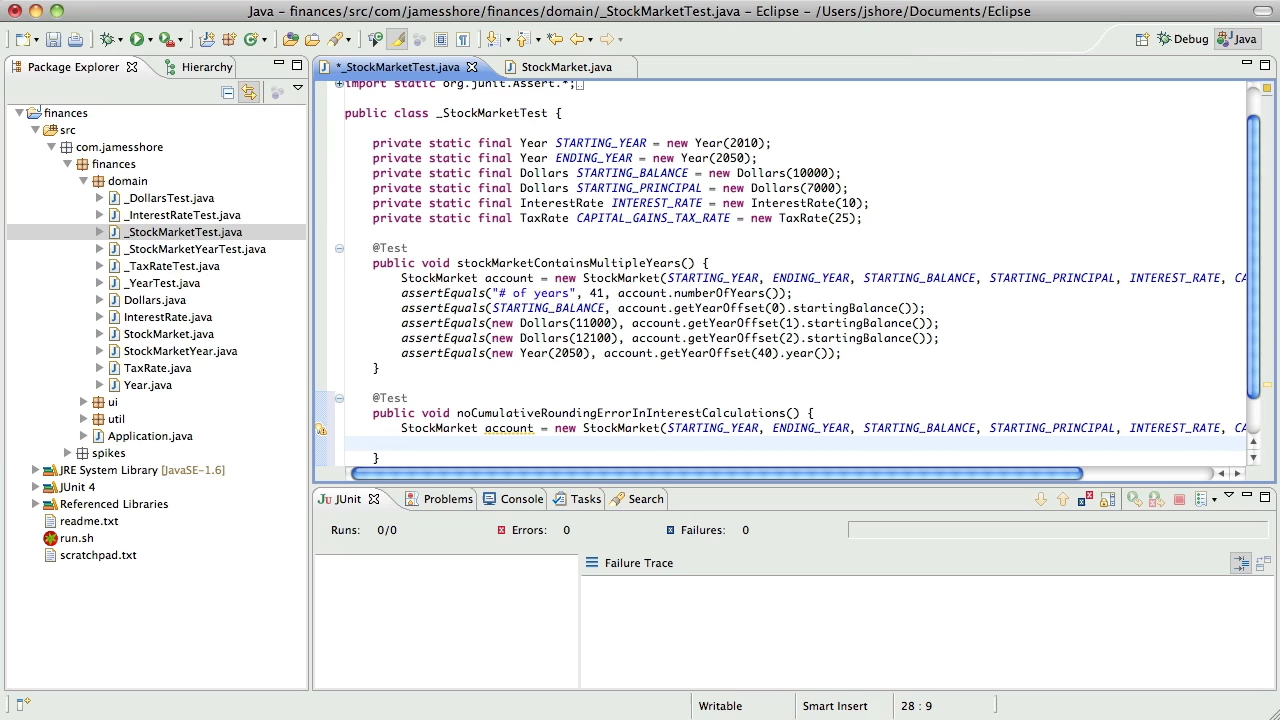 Java - finances/src/com/jamesshore/finances/domain/_StockMarketTest.java - Eclipse - /Users/jshore/Documents/Eclipse
Debug
Java
Package Explorer
Hierarchy
finances
src
com.jamesshore
finances
domain
_DollarsTest.java
_InterestRateTest.java
_StockMarketTest.java
_StockMarketYearTest.java
_TaxRateTest.java
_YearTest.java
Dollars.java
InterestRate.java
StockMarket.java
StockMarketYear.java
TaxRate.java
Year.java
ui
util
Application.java
spikes
JRE System Library [JavaSE-1.6]
JUnit 4
Referenced Libraries
readme.txt
run.sh
scratchpad.txt
*_StockMarketTest.java
StockMarket.java
import static org.junit.Assert.*;
public class _StockMarketTest {
private static final Year STARTING_YEAR = new Year(2010);
private static final Year ENDING_YEAR = new Year(2050);
private static final Dollars STARTING_BALANCE = new Dollars(10000);
private static final Dollars STARTING_PRINCIPAL = new Dollars(7000);
private static final InterestRate INTEREST_RATE = new InterestRate(10);
private static final TaxRate CAPITAL_GAINS_TAX_RATE = new TaxRate(25);
@Test
public void stockMarketContainsMultipleYears() {
StockMarket account = new StockMarket(STARTING_YEAR, ENDING_YEAR, STARTING_BALANCE, STARTING_PRINCIPAL, INTEREST_RATE, CA
assertEquals("# of years", 41, account.numberOfYears());
assertEquals(STARTING_BALANCE, account.getYearOffset(0).startingBalance());
assertEquals(new Dollars(11000), account.getYearOffset(1).startingBalance());
assertEquals(new Dollars(12100), account.getYearOffset(2).startingBalance());
assertEquals(new Year(2050), account.getYearOffset(40).year());
}
@Test
public void noCumulativeRoundingErrorInInterestCalculations() {
StockMarket account = new StockMarket(STARTING_YEAR, ENDING_YEAR, STARTING_BALANCE, STARTING_PRINCIPAL, INTEREST_RATE, CA
}
JUnit
Problems
Console
Tasks
Search
Runs: 0/0
Errors: 0
Failures: 0
Failure Trace
Writable
Smart Insert
28 : 9